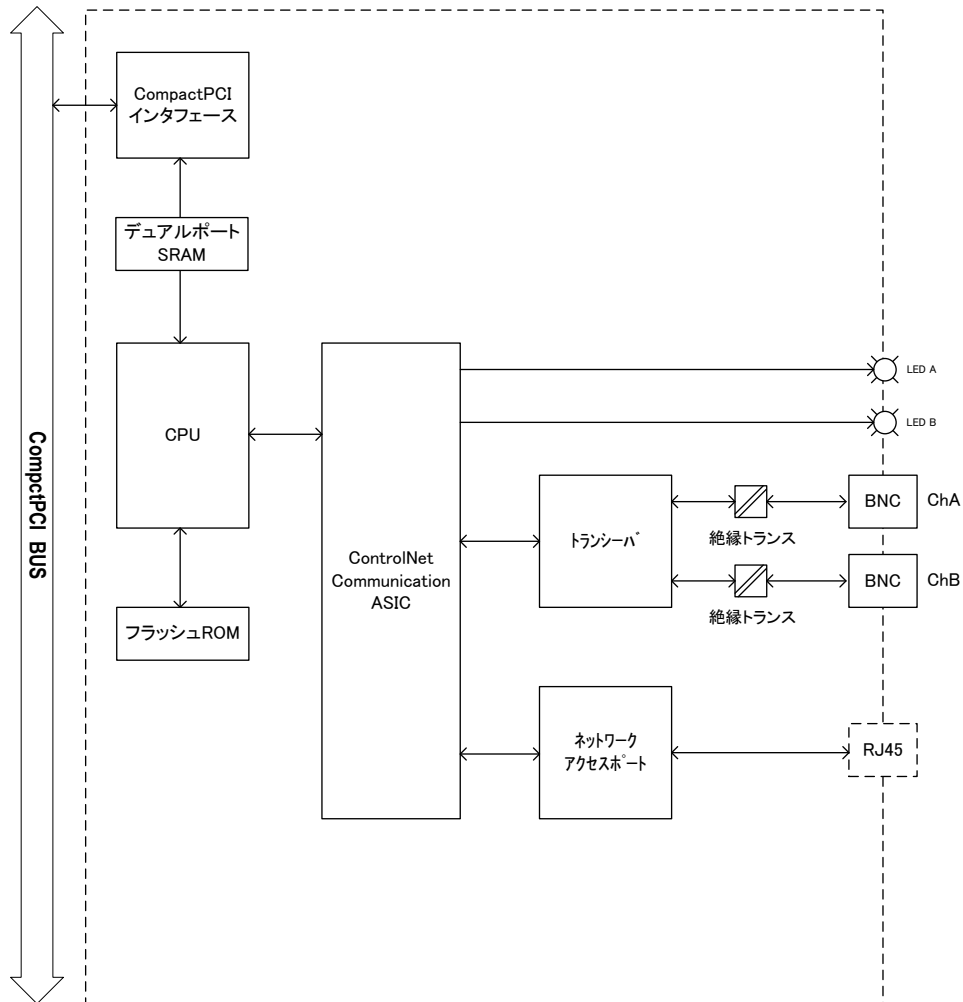 CompactPCI
インタフェース
デュアルポート
SRAM
CPU
フラッシュROM
CompctPCI BUS
ControlNet
Communication
ASIC
LED A
LED B
トランシーバ
絶縁トランス
BNC
ChA
絶縁トランス
BNC
ChB
ネットワーク
アクセスポート
RJ45